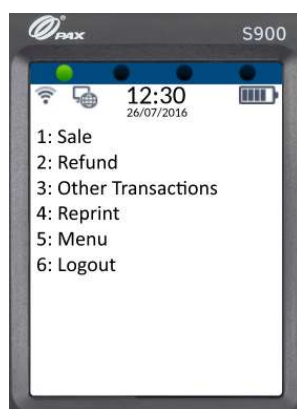 PAX S900
12:30
26/07/2016
1: Sale
2: Refund
3: Other Transactions
4: Reprint
5: Menu
6: Logout